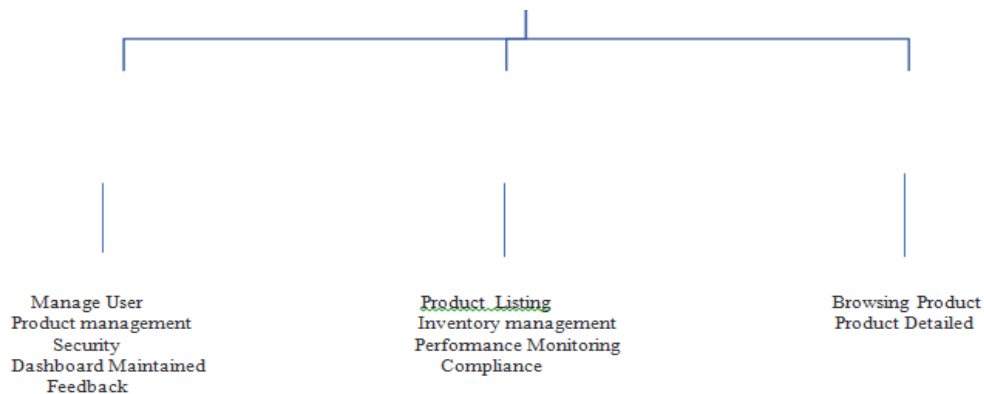 Manage User
Product management
Security
Dashboard Maintained
Feedback
Product Listing
Inventory management
Performance Monitoring
Compliance
Browsing Product
Product Detailed